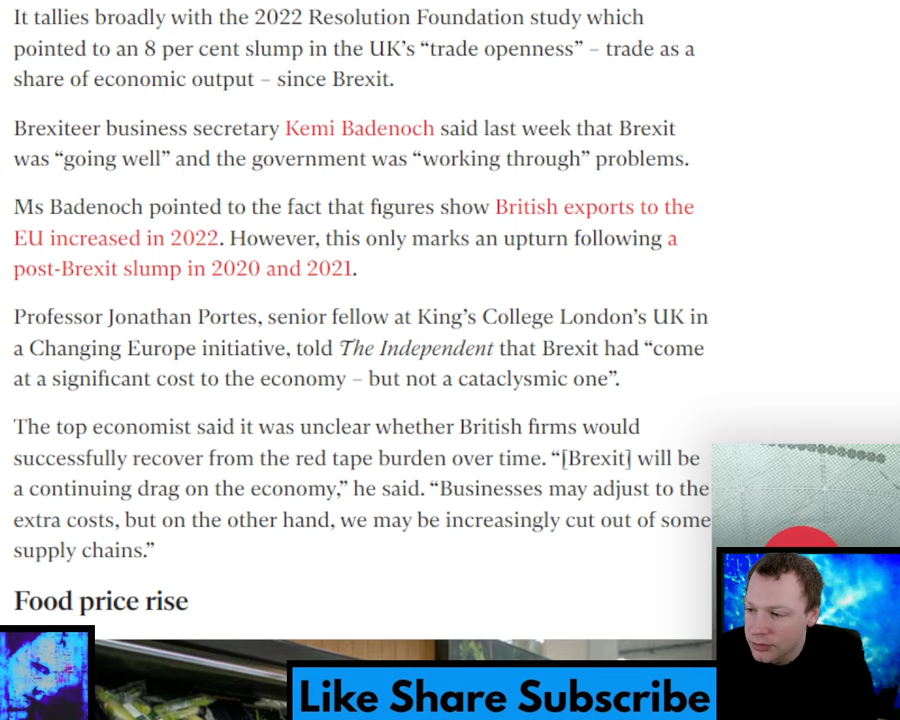 It tallies broadly with the 2022 Resolution Foundation study which
pointed to an 8 per cent slump in the UK’s “trade openness” – trade as a
share of economic output – since Brexit.
Brexiteer business secretary Kemi Badenoch said last week that Brexit
was “going well” and the government was “working through” problems.
Ms Badenoch pointed to the fact that figures show British exports to the
EU increased in 2022. However, this only marks an upturn following a
post-Brexit slump in 2020 and 2021.
Professor Jonathan Portes, senior fellow at King’s College London’s UK in
a Changing Europe initiative, told The Independent that Brexit had “come
at a significant cost to the economy – but not a cataclysmic one”.
The top economist said it was unclear whether British firms would
successfully recover from the red tape burden over time. “[Brexit] will be
a continuing drag on the economy,” he said. “Businesses may adjust to the
extra costs, but on the other hand, we may be increasingly cut out of some
supply chains.”
Food price rise
Like Share Subscribe